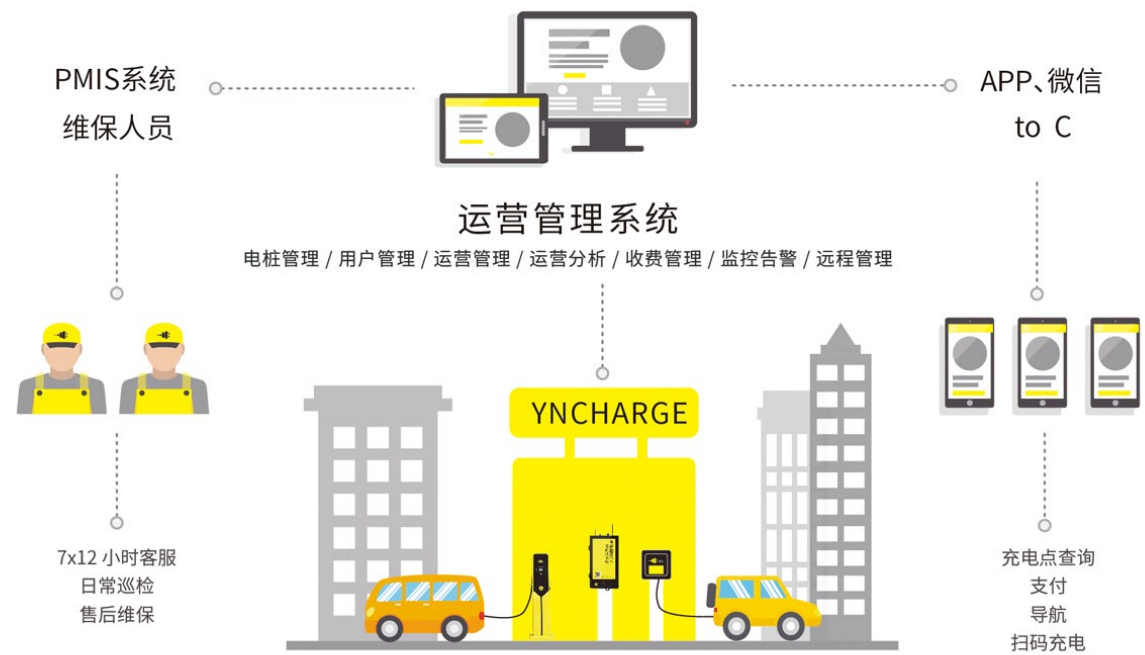 PMIS系统
维保人员
APP、微信
to C
运营管理系统
电桩管理 / 用户管理 / 运营管理 / 运营分析 / 收费管理 / 监控告警 / 远程管理
YNCHARGE
7x12 小时客服
日常巡检
售后维保
充电点查询
支付
导航
扫码充电